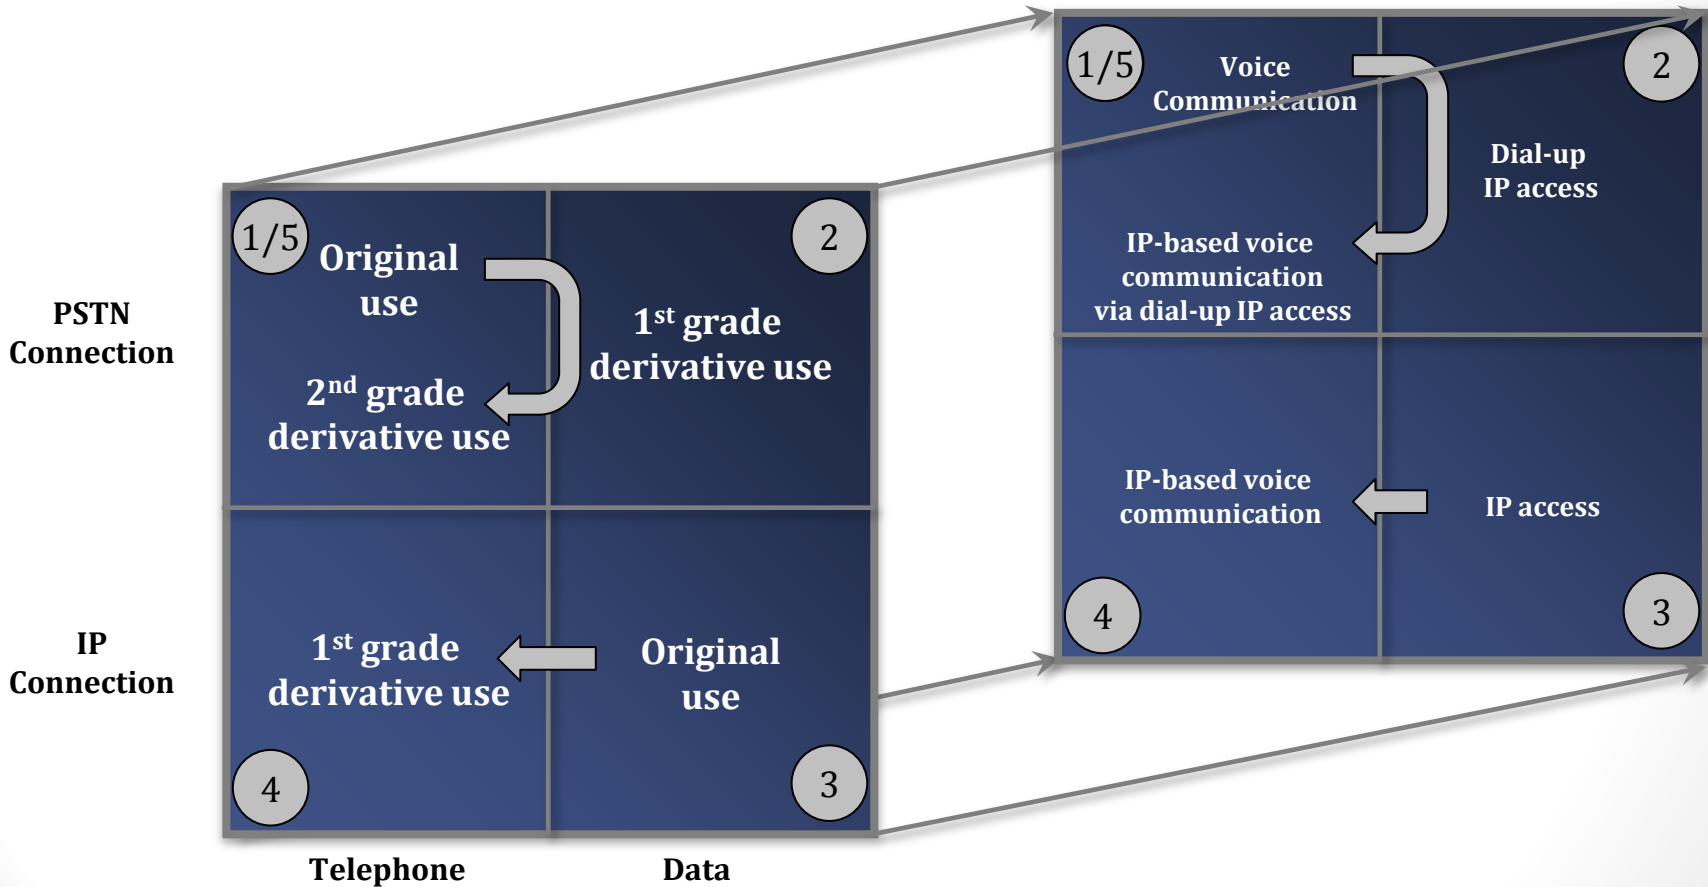 PSTN
Connection
IP
Connection
1/5
Original
use
2nd grade
derivative use
2
1st grade
derivative use
1st grade
derivative use
4
Original
use
3
Telephone
Data
1/5
Voice
Communication
IP-based voice
communication
via dial-up IP access
2
Dial-up
IP access
IP-based voice
communication
4
IP access
3